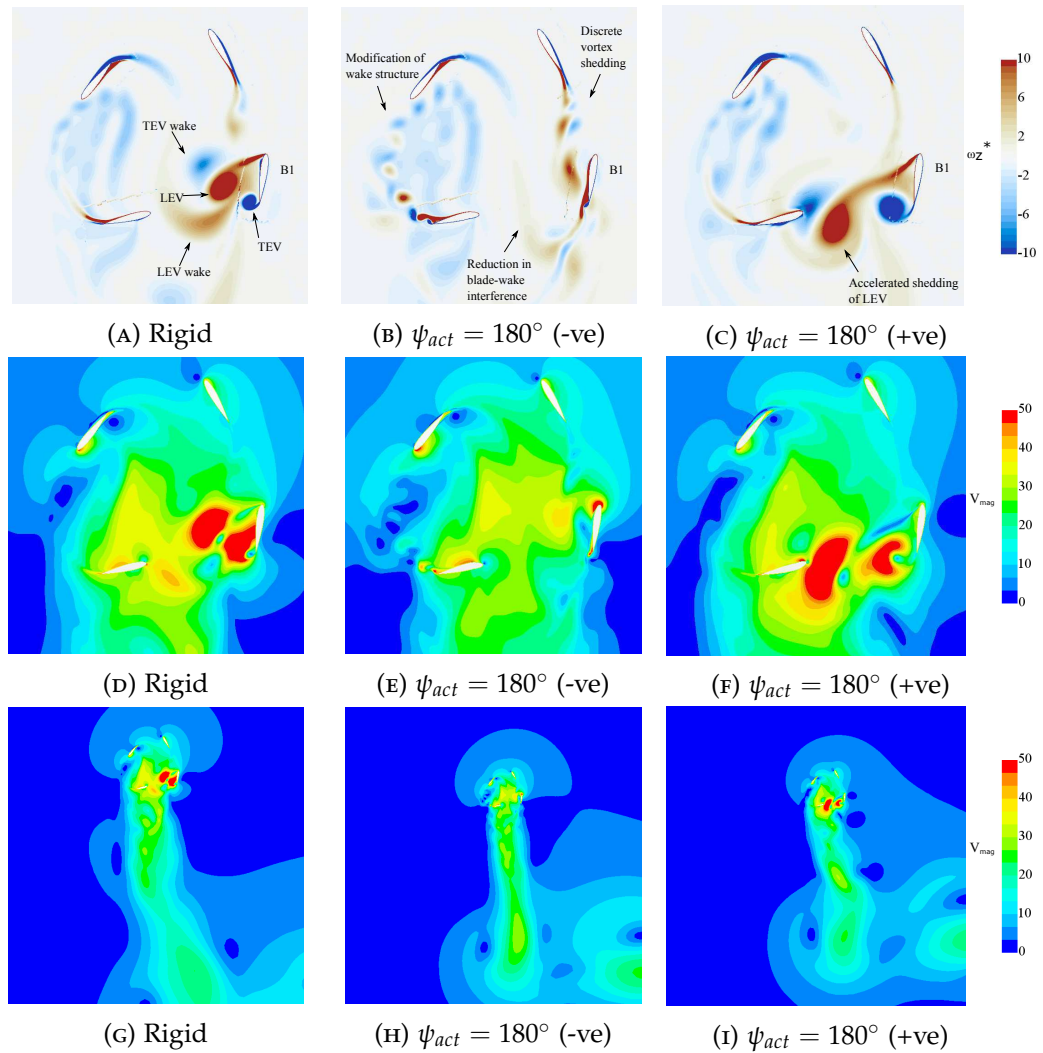 Modification of
wake structure
Discrete
vortex
shedding
TEV wake
B1
LEV
TEV
LEV wake
B1
Reduction in
blade-wake
interference
B1
Accelerated shedding
of LEV
10
6
2
-2
-6
-10
ωz*
(A) Rigid
(B) ψact = 180° (-ve)
(C) ψact = 180° (+ve)
50
40
30
20
10
0
Vmag
(D) Rigid
(E) ψact = 180° (-ve)
(F) ψact = 180° (+ve)
50
40
30
20
10
0
Vmag
(G) Rigid
(H) ψact = 180° (-ve)
(I) ψact = 180° (+ve)